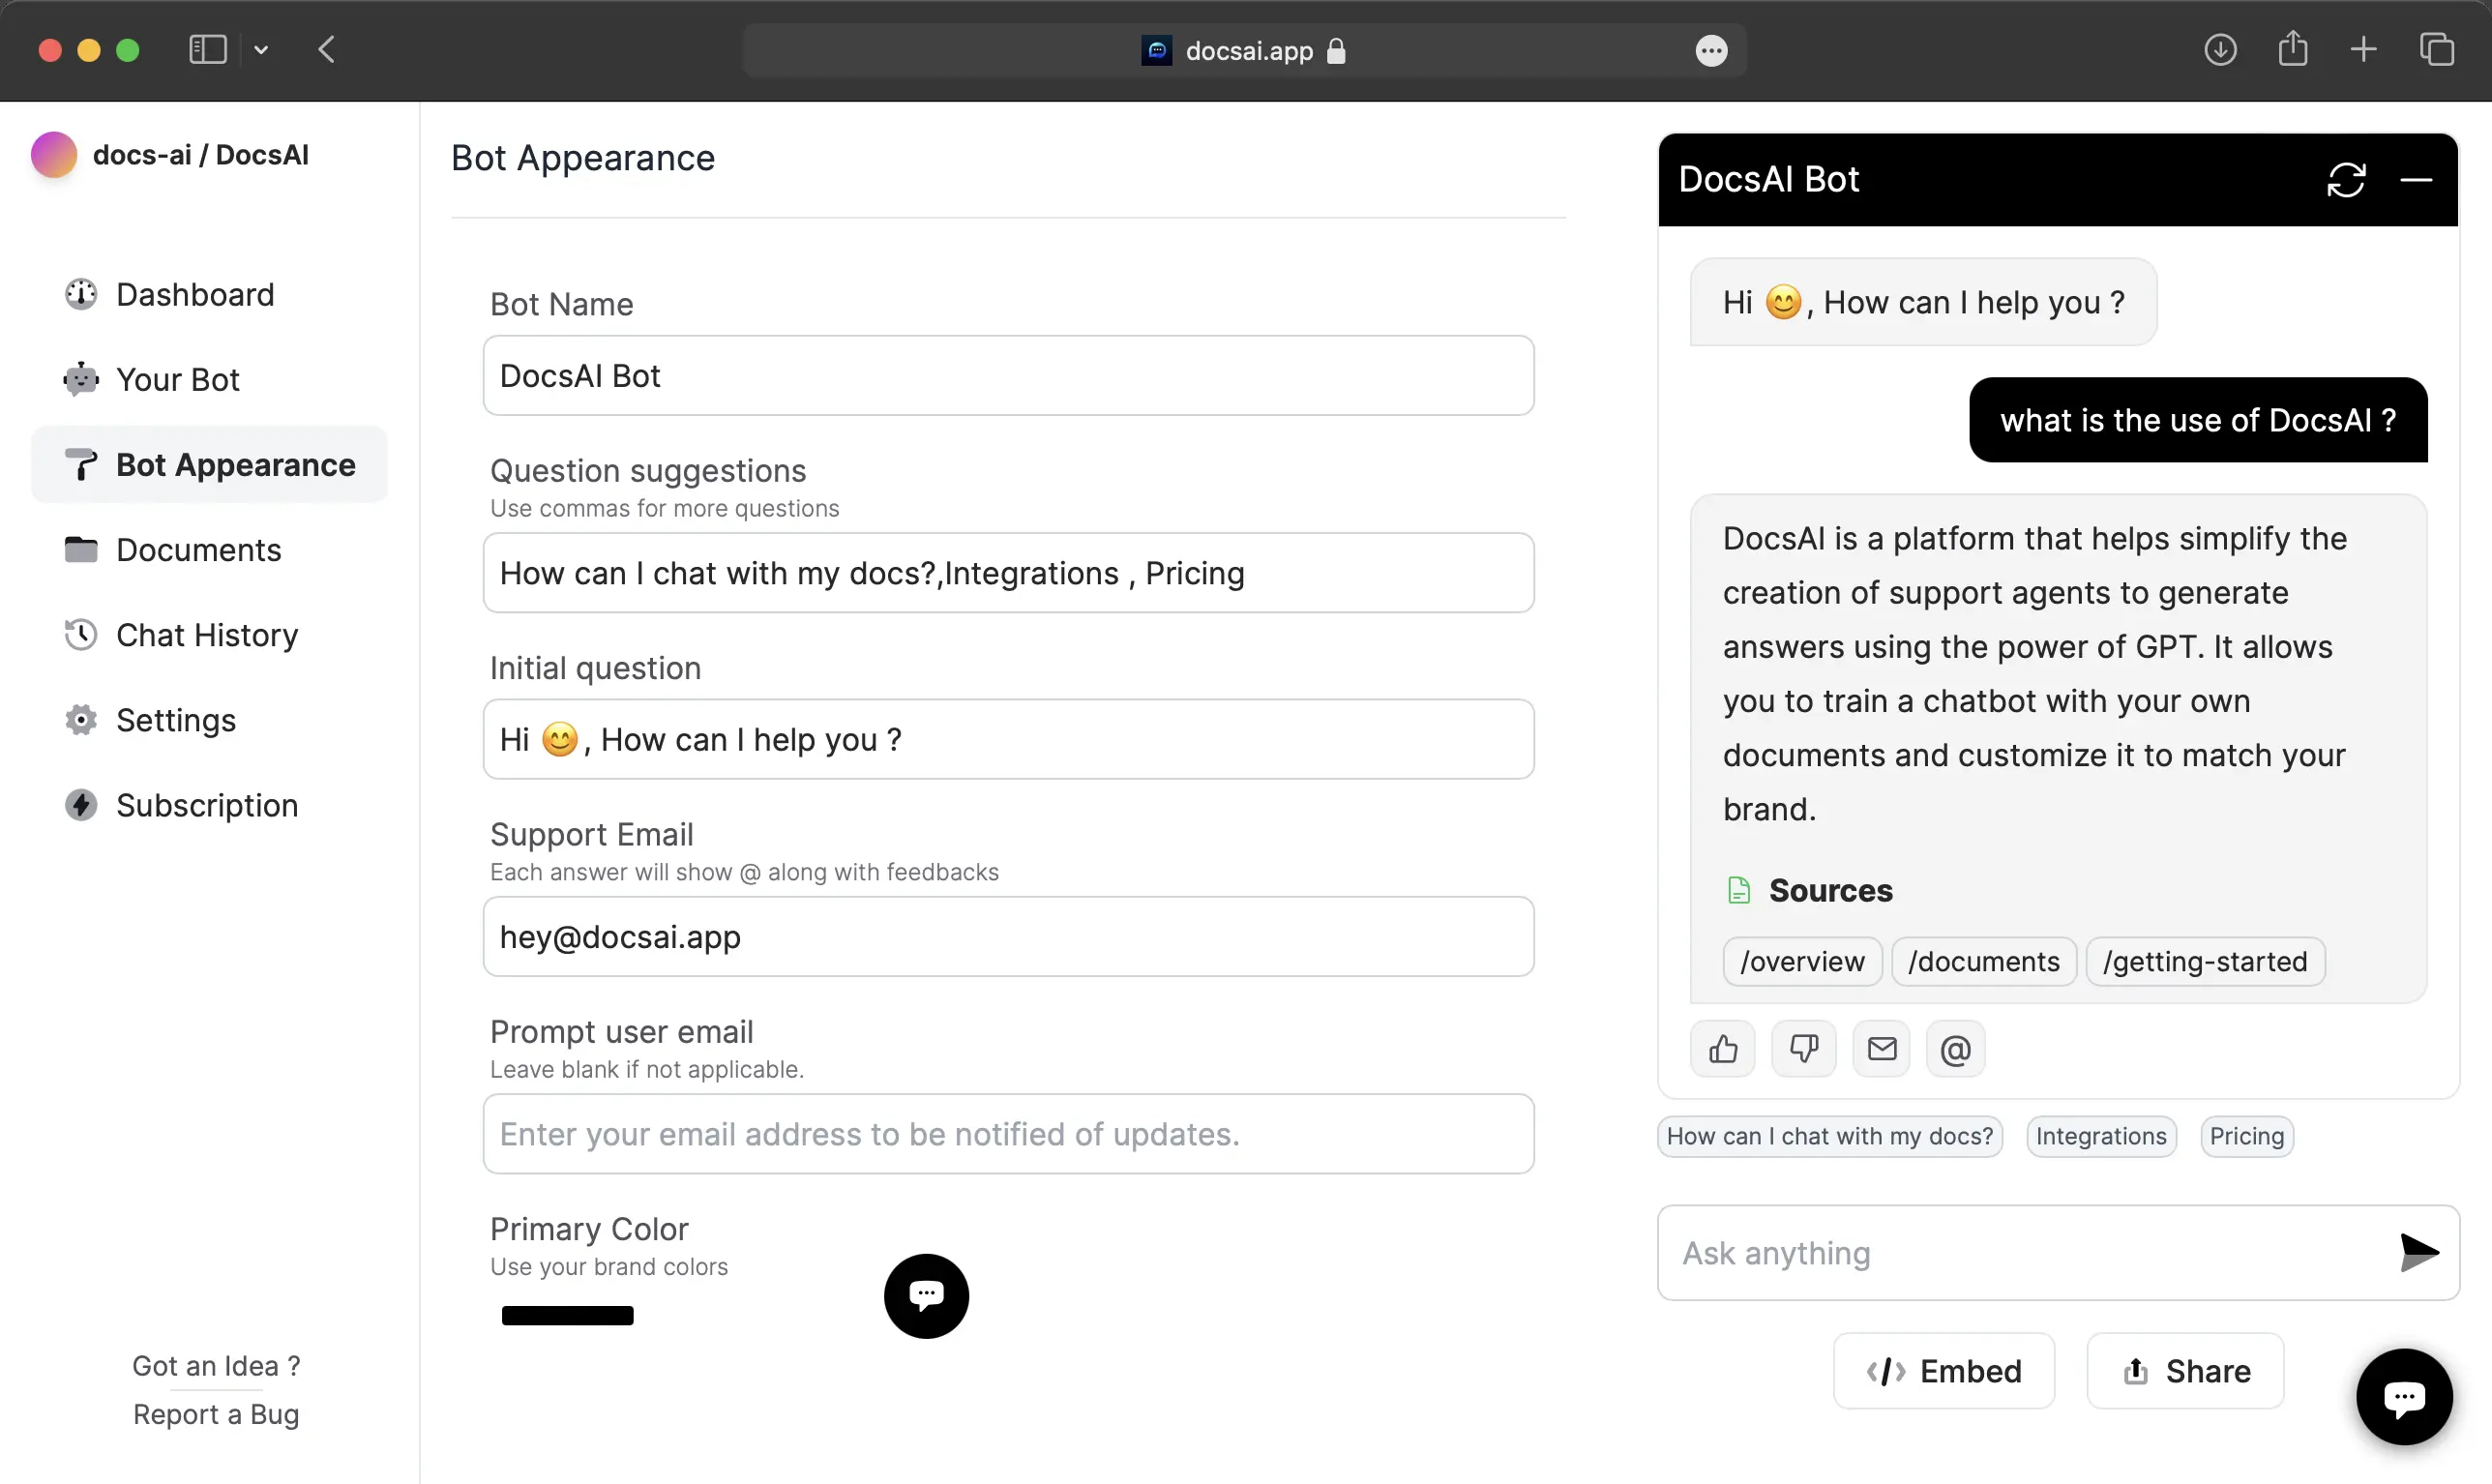 docsai.app
docs-ai / DocsAI
Dashboard
Your Bot
Bot Appearance
Documents
Chat History
Settings
Subscription
Got an Idea ?
Report a Bug
Bot Appearance
Bot Name
DocsAI Bot
Question suggestions
Use commas for more questions
How can I chat with my docs?,Integrations , Pricing
Initial question
Hi 😊, How can I help you ?
Support Email
Each answer will show @ along with feedbacks
hey@docsai.app
Prompt user email
Leave blank if not applicable.
Enter your email address to be notified of updates.
Primary Color
Use your brand colors
DocsAI Bot
Hi 😊, How can I help you ?
what is the use of DocsAI ?
DocsAI is a platform that helps simplify the
creation of support agents to generate
answers using the power of GPT. It allows
you to train a chatbot with your own
documents and customize it to match your
brand.
Sources
/overview /documents /getting-started
@
How can I chat with my docs? Integrations Pricing
Ask anything
Embed Share